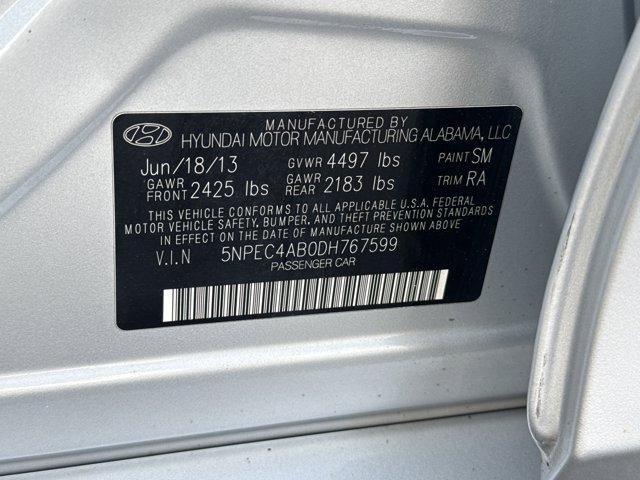 MANUFACTURED BY
HYUNDAI MOTOR MANUFACTURING ALABAMA, LLC
Jun/18/13 GVWR 4497 lbs PAINT SM
GAWR FRONT 2425 lbs GAWR REAR 2183 lbs TRIM RA
THIS VEHICLE CONFORMS TO ALL APPLICABLE U.S.A. FEDERAL
MOTOR VEHICLE SAFETY, BUMPER, AND THEFT PREVENTION STANDARDS
IN EFFECT ON THE DATE OF MANUFACTURE SHOWN ABOVE
V.I.N 5NPEC4AB0DH767599
PASSENGER CAR